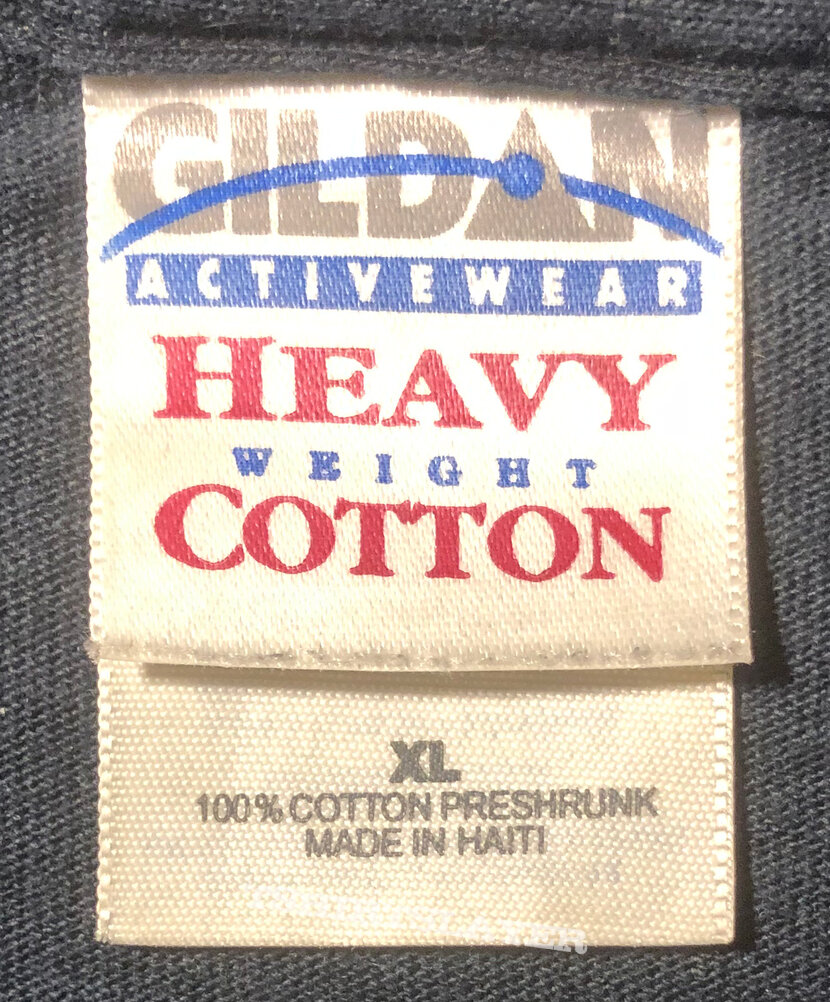 GILDAN
ACTIVEWEAR
HEAVY
WEIGHT
COTTON
XL
100% COTTON PRESHRUNK
MADE IN HAITI